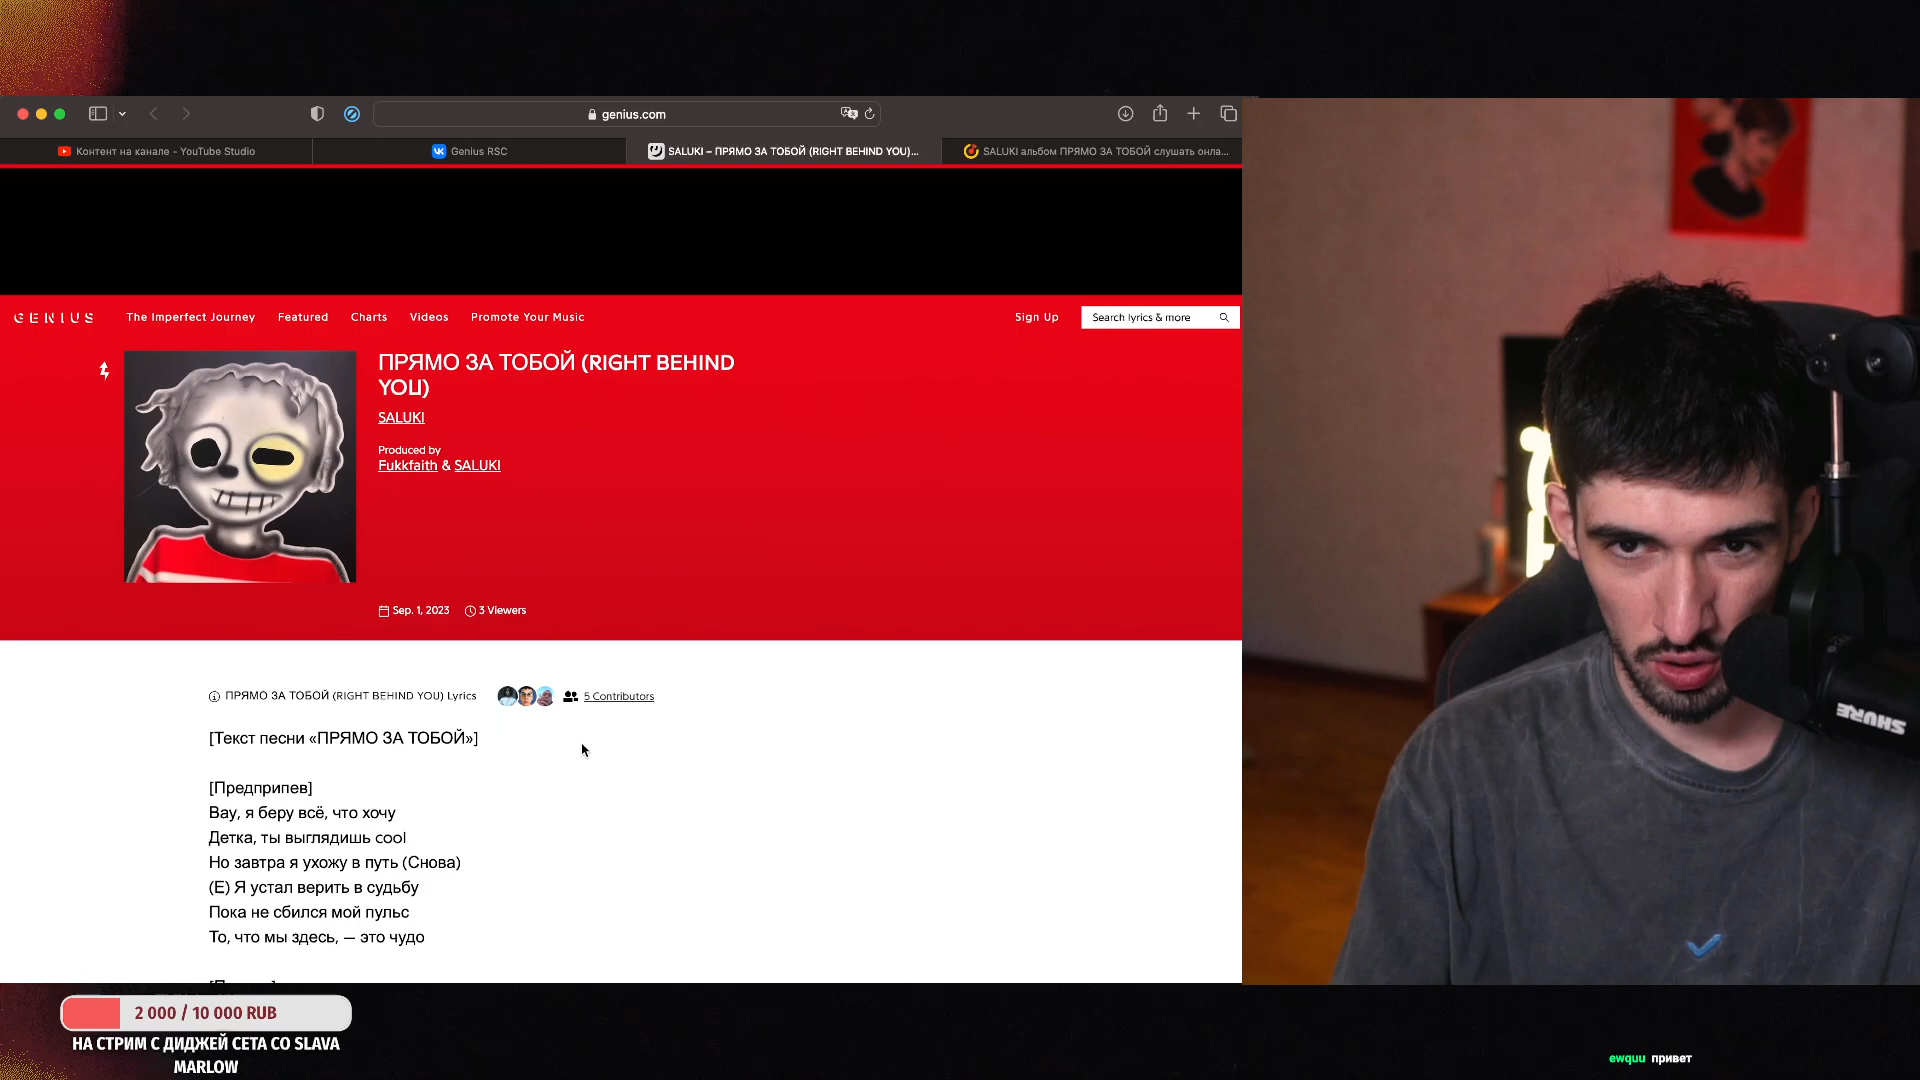 genius.com
Контент на канале - YouTube Studio
Genius RSC
SALUKI – ПРЯМО ЗА ТОБОЙ (RIGHT BEHIND YOU)...
SALUKI альбом ПРЯМО ЗА ТОБОЙ слушать онла...
GENIUS
The Imperfect Journey
Featured
Charts
Videos
Promote Your Music
Sign Up
Search lyrics & more
ПРЯМО ЗА ТОБОЙ (RIGHT BEHIND
YOU)
SALUKI
Produced by
Fukkfaith & SALUKI
Sep. 1, 2023
3 Viewers
ПРЯМО ЗА ТОБОЙ (RIGHT BEHIND YOU) Lyrics
5 Contributors
[Текст песни «ПРЯМО ЗА ТОБОЙ»]
[Предприпев]
Вау, я беру всё, что хочу
Детка, ты выглядишь cool
Но завтра я ухожу в путь (Снова)
(Е) Я устал верить в судьбу
Пока не сбился мой пульс
То, что мы здесь, — это чудо
2 000 / 10 000 RUB
НА СТРИМ С ДИДЖЕЙ СЕТА СО SLAVA
MARLOW
SHURE
ewquu привет